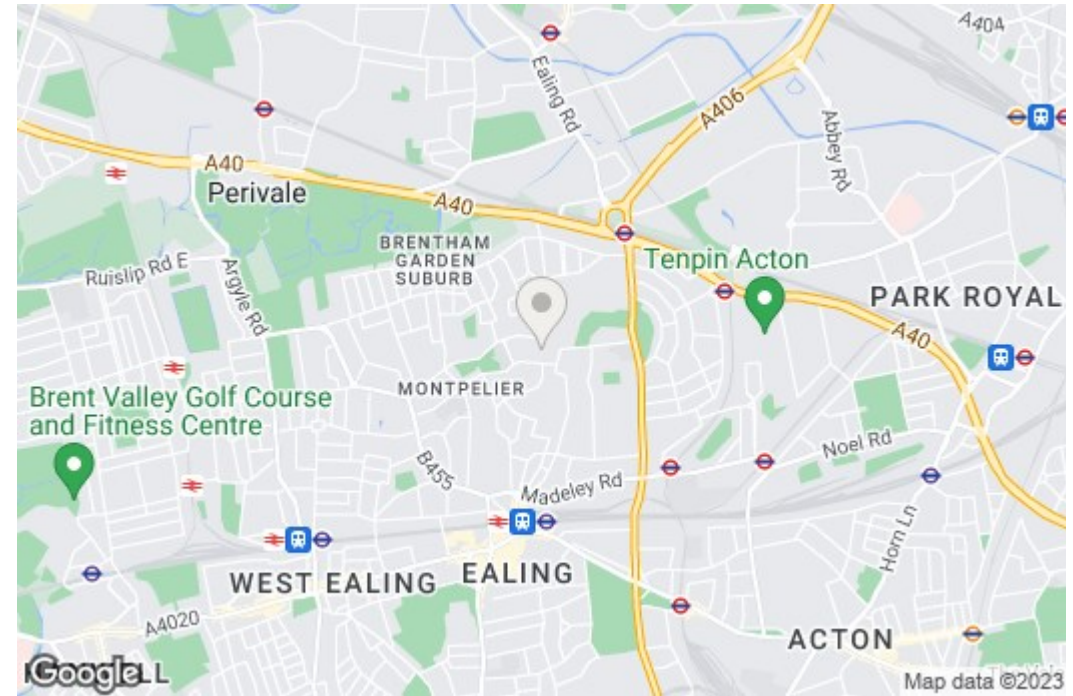 A404
Ealing Rd
A406
Abbey Rd
A40
Perivale
A40
BRENTHAM
GARDEN
SUBURB
Tenpin Acton
Ruislip Rd E
Argyle Rd
PARK ROYAL
A40
MONTPELIER
Brent Valley Golf Course
and Fitness Centre
B455
Noel Rd
Madeley Rd
Horn Ln
WEST EALING
EALING
A4020
ACTON
Google
LL
Map data ©2023